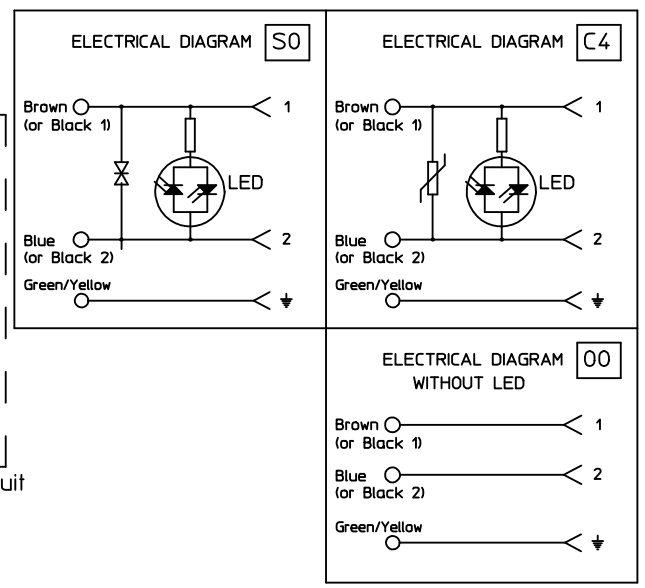 ELECTRICAL DIAGRAM S0
Brown
(or Black 1)
1
LED
Blue
(or Black 2)
2
Green/Yellow
ELECTRICAL DIAGRAM C4
Brown
(or Black 1)
1
LED
Blue
(or Black 2)
2
Green/Yellow
uit
ELECTRICAL DIAGRAM 00
WITHOUT LED
Brown
(or Black 1)
1
Blue
(or Black 2)
2
Green/Yellow